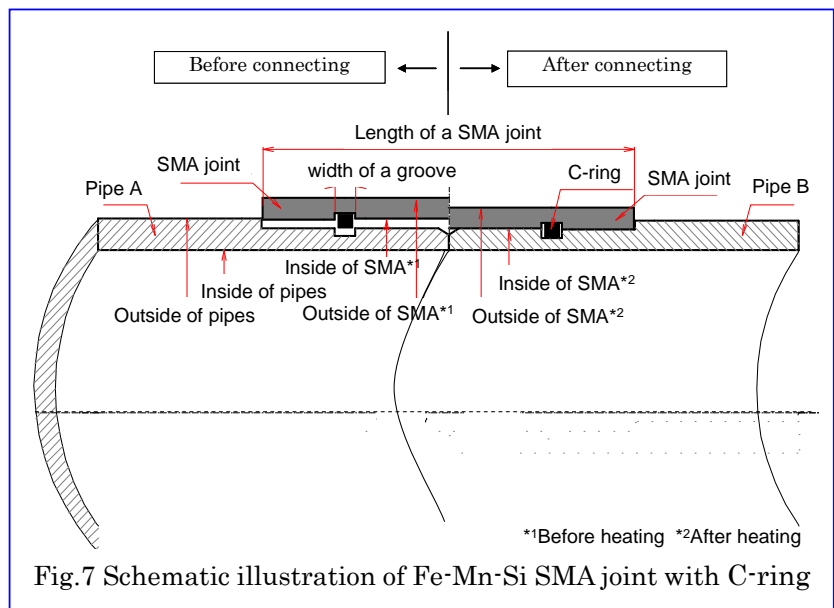 Before connecting
After connecting
Length of a SMA joint
SMA joint
width of a groove
C-ring
SMA joint
Pipe A
Pipe B
Inside of SMA*1
Inside of SMA*2
Inside of pipes
Outside of pipes
Outside of SMA*1
Outside of SMA*2
*1Before heating *2After heating
Fig.7 Schematic illustration of Fe-Mn-Si SMA joint with C-ring